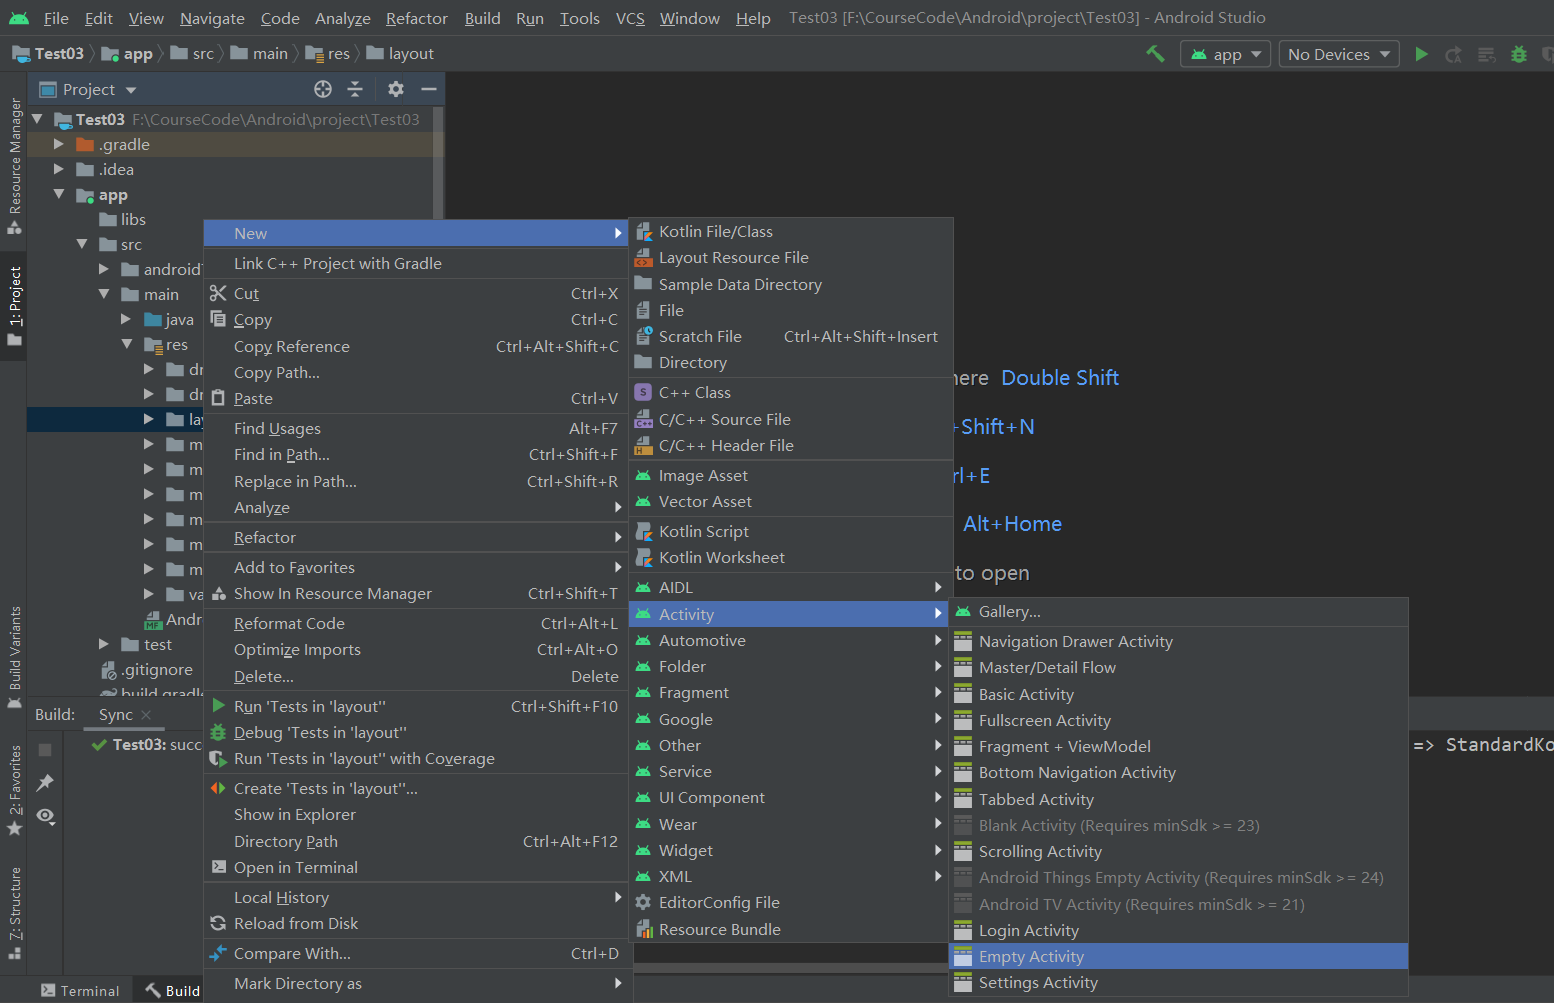 File Edit View Navigate Code Analyze Refactor Build Run Tools VCS Window Help Test03 [F:\CourseCode\Android\project\Test03] - Android Studio
Test03 app src main res layout app No Devices
Project
Resource Manager
1: Project
Build Variants
2: Favorites
7: Structure
Test03 F:\CourseCode\Android\project\Test03
.gradle
.idea
app
libs
src
main
java
res
test
.gitignore
build.gradle
Build: Sync
Test03:
Terminal Build
New
Link C++ Project with Gradle
Cut Ctrl+X
Copy Ctrl+C
Copy Reference Ctrl+Alt+Shift+C
Copy Path...
Paste Ctrl+V
Find Usages Alt+F7
Find in Path... Ctrl+Shift+F
Replace in Path... Ctrl+Shift+R
Analyze
Refactor
Add to Favorites
Show In Resource Manager Ctrl+Shift+T
Reformat Code Ctrl+Alt+L
Optimize Imports Ctrl+Alt+O
Delete... Delete
Run 'Tests in 'layout'' Ctrl+Shift+F10
Debug 'Tests in 'layout''
Run 'Tests in 'layout'' with Coverage
Create 'Tests in 'layout''...
Show in Explorer
Directory Path Ctrl+Alt+F12
Open in Terminal
Local History
Reload from Disk
Compare With... Ctrl+D
Mark Directory as
Kotlin File/Class
Layout Resource File
Sample Data Directory
File
Scratch File Ctrl+Alt+Shift+Insert
Directory
C++ Class
C/C++ Source File
C/C++ Header File
Image Asset
Vector Asset
Kotlin Script
Kotlin Worksheet
AIDL
Activity
Automotive
Folder
Fragment
Google
Other
Service
UI Component
Wear
Widget
XML
EditorConfig File
Resource Bundle
Double Shift
+Shift+N
+E
Alt+Home
to open
Gallery...
Navigation Drawer Activity
Master/Detail Flow
Basic Activity
Fullscreen Activity
Fragment + ViewModel
Bottom Navigation Activity
Tabbed Activity
Blank Activity (Requires minSdk >= 23)
Scrolling Activity
Android Things Empty Activity (Requires minSdk >= 24)
Android TV Activity (Requires minSdk >= 21)
Login Activity
Empty Activity
Settings Activity
=> StandardKo